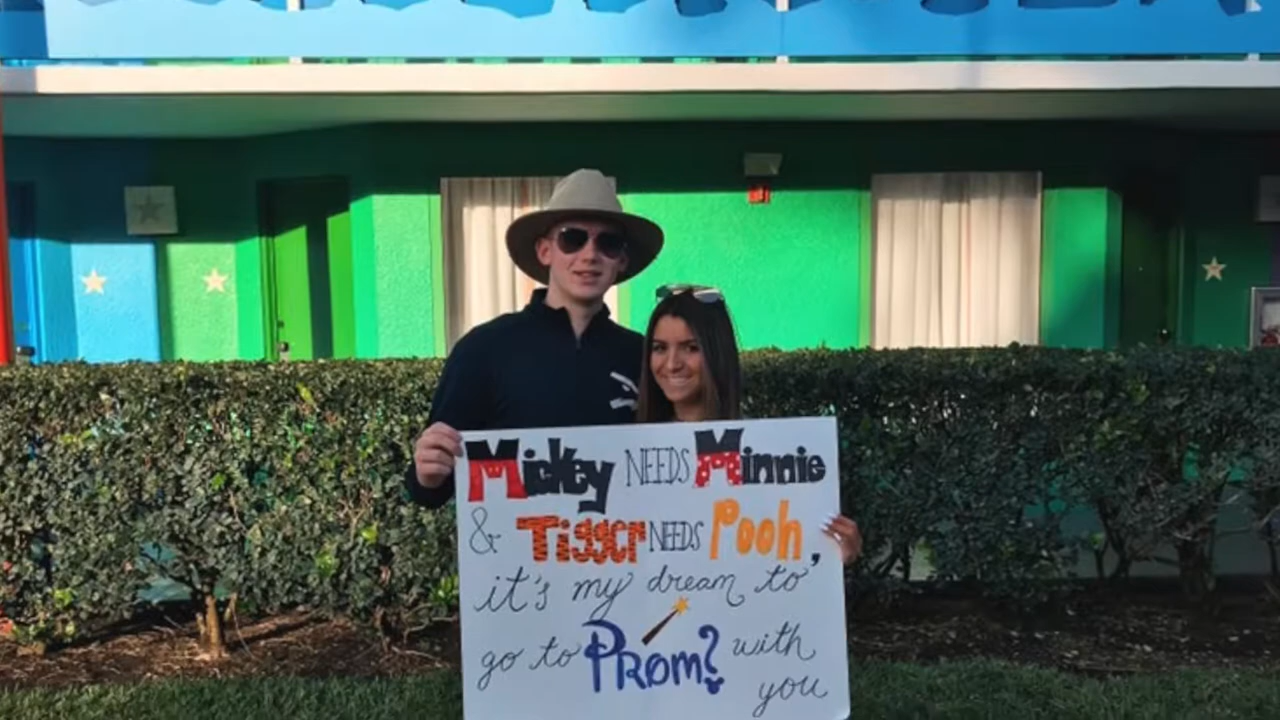 Mickey NEEDS Minnie
& Tigger NEEDS Pooh,
it's my dream to
go to Prom? with
you